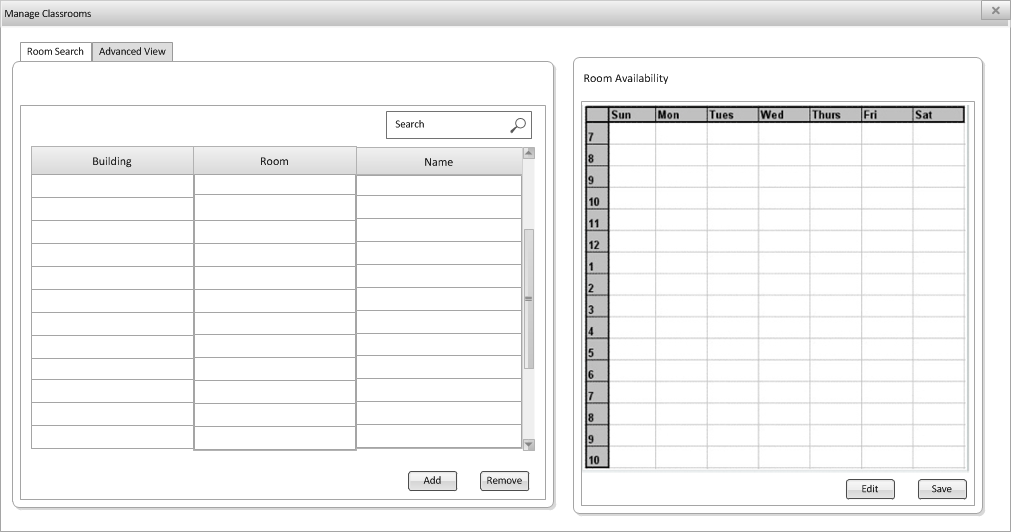 Manage Classrooms
Room Search Advanced View
Search
Building Room Name
Add Remove
Room Availability
Sun Mon Tues Wed Thurs Fri Sat
7
8
9
10
11
12
1
2
3
4
5
6
7
8
9
10
Edit Save